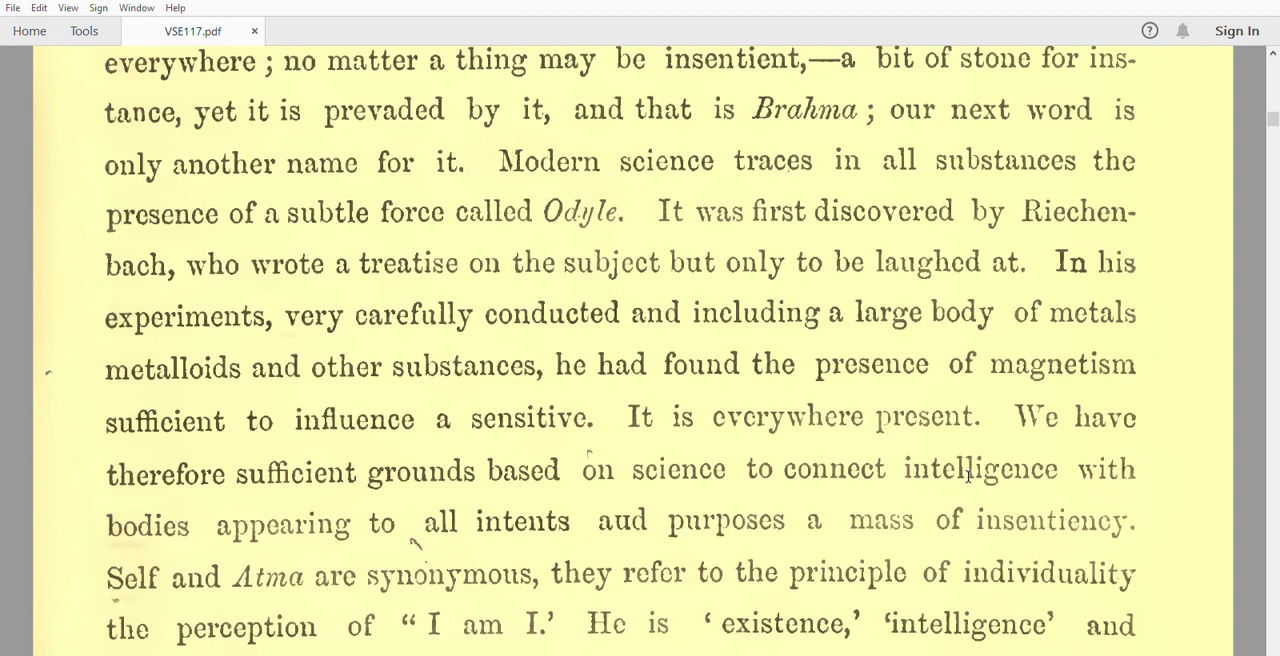 File Edit View Sign Window Help
Home Tools VSE117.pdf × ? Sign In
everywhere ; no matter a thing may be insentient,—a bit of stone for ins-
tance, yet it is prevaded by it, and that is Brahma ; our next word is
only another name for it. Modern science traces in all substances the
presence of a subtle force called Odyle. It was first discovered by Riechen-
bach, who wrote a treatise on the subject but only to be laughed at. In his
experiments, very carefully conducted and including a large body of metals
metalloids and other substances, he had found the presence of magnetism
sufficient to influence a sensitive. It is everywhere present. We have
therefore sufficient grounds based on science to connect intelligence with
bodies appearing to all intents aud purposes a mass of insentiency.
Self and Atma are synonymous, they refer to the principle of individuality
the perception of “ I am I.’ He is ‘ existence,’ ‘intelligence’ and